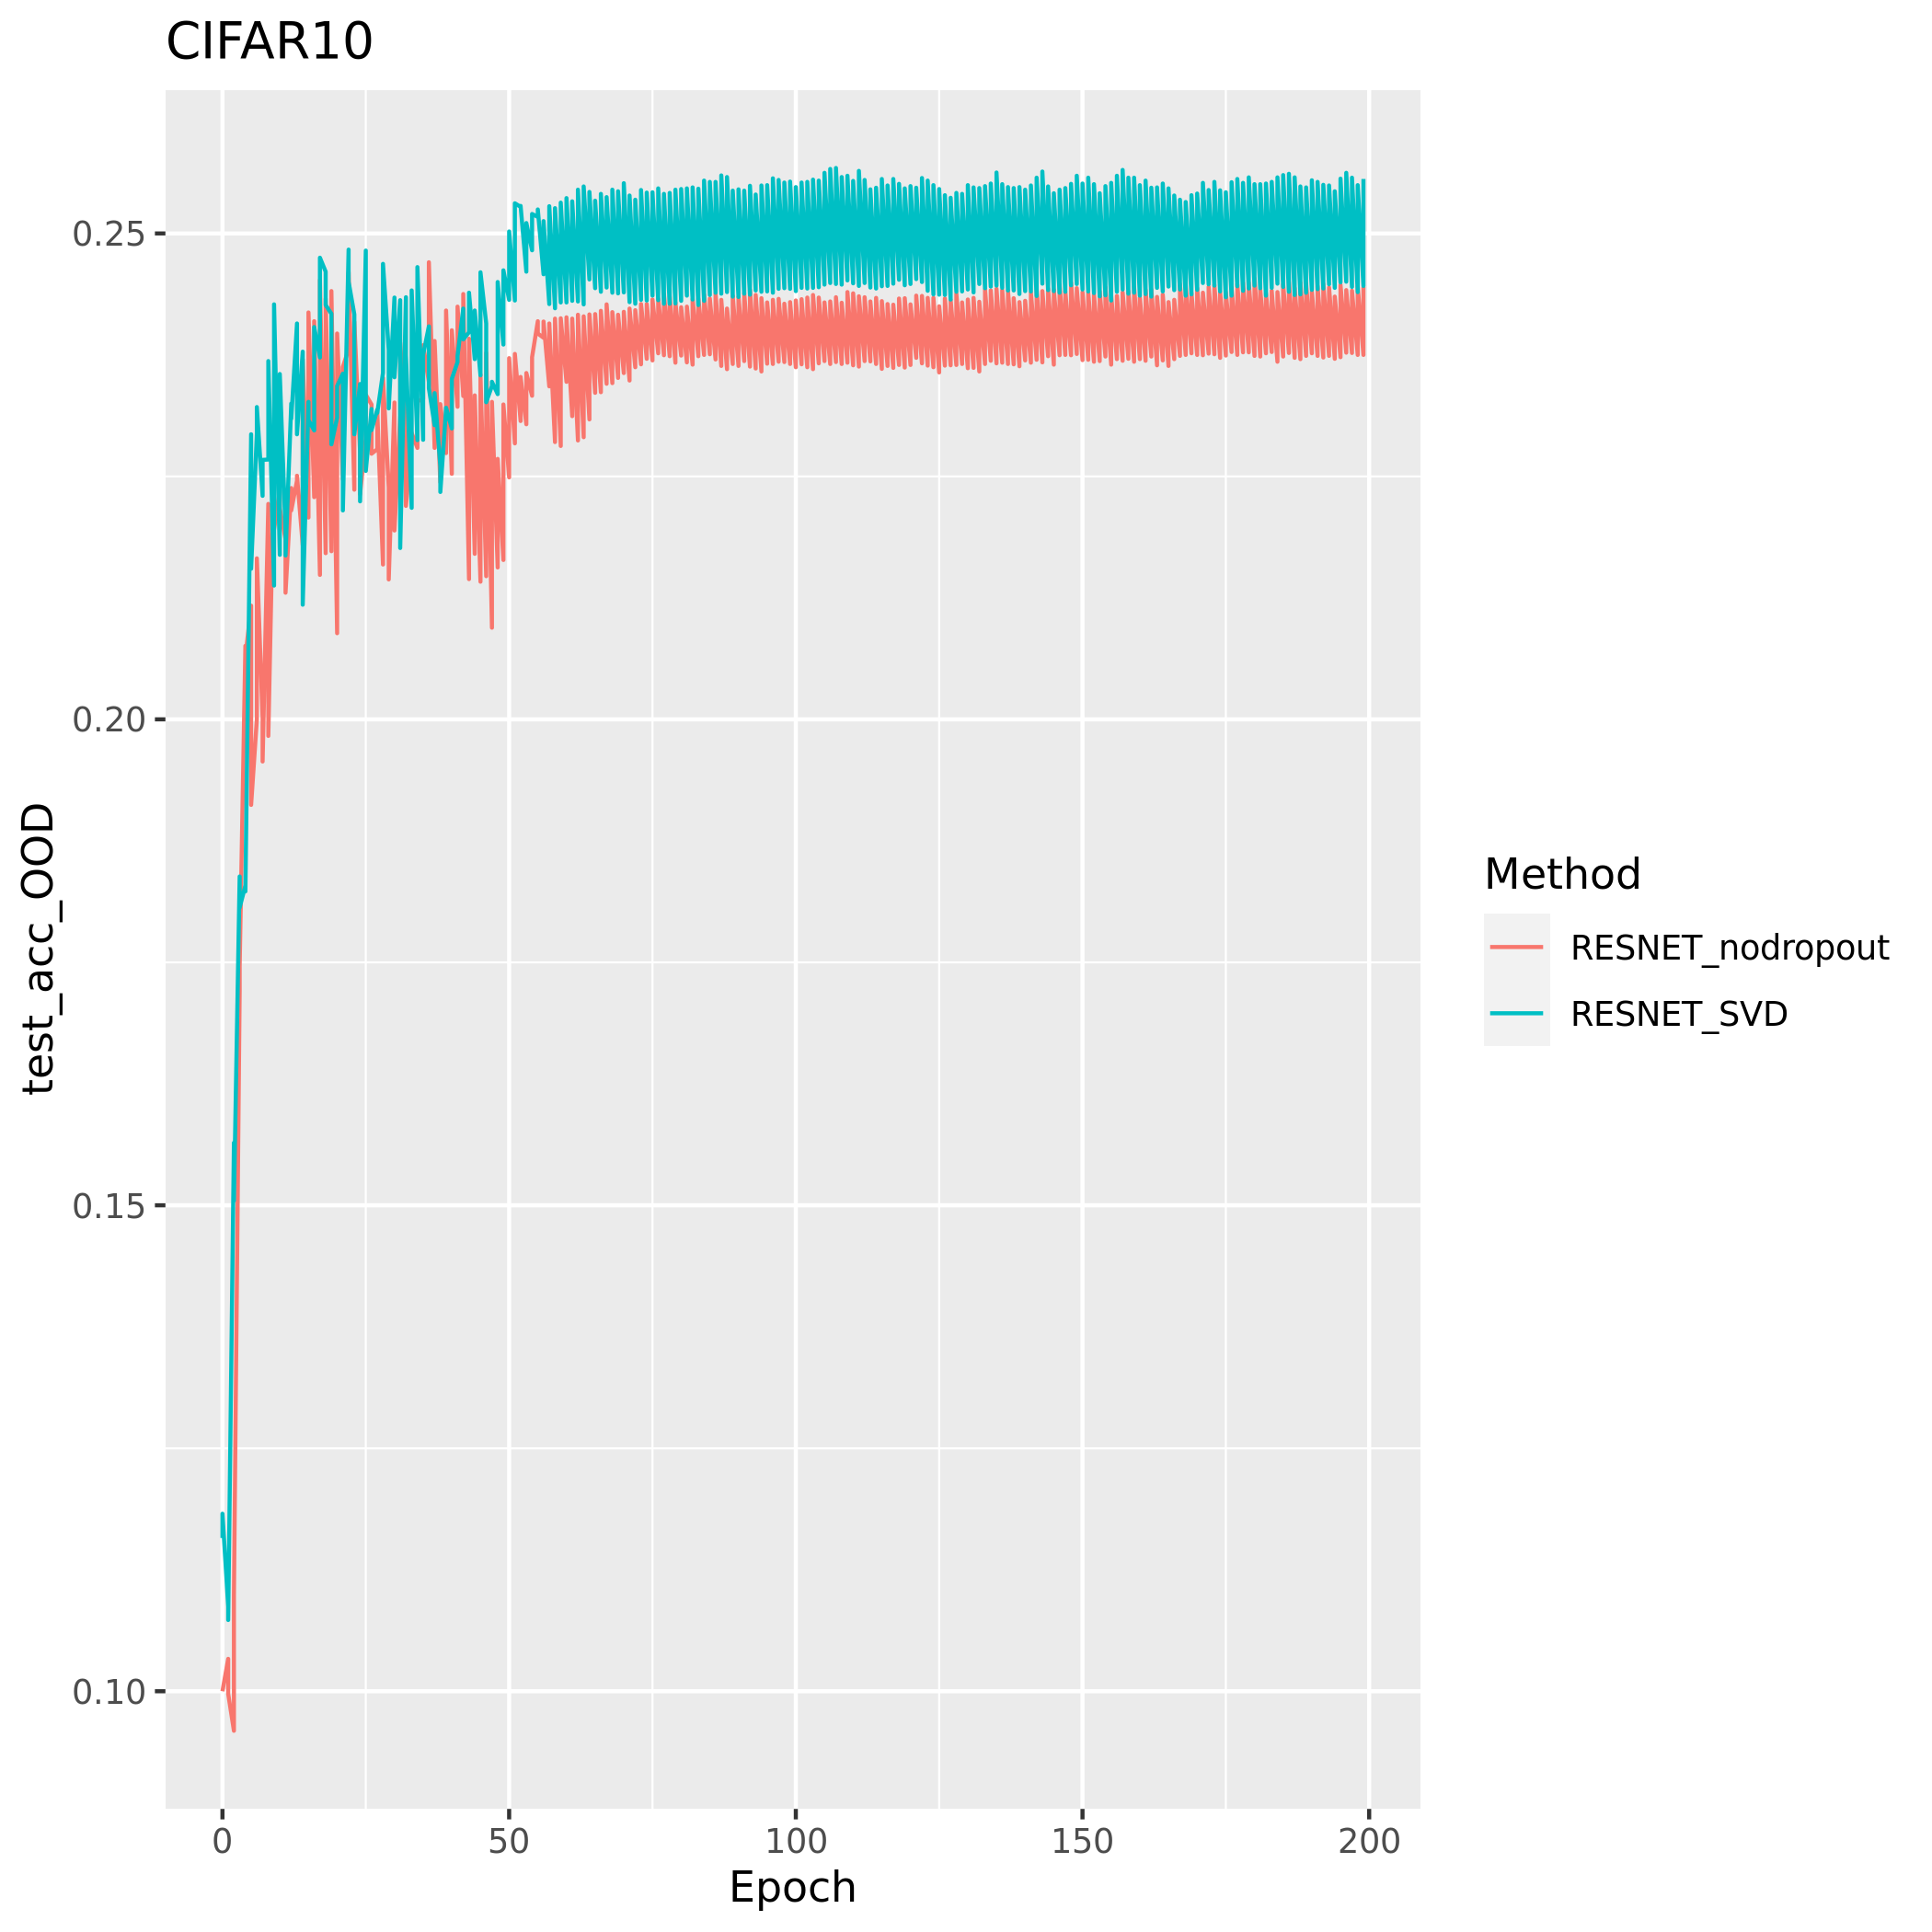 CIFAR10
test_acc_OOD
0.25
0.20
0.15
0.10
0
50
100
150
200
Epoch
Method
RESNET_nodropout
RESNET_SVD